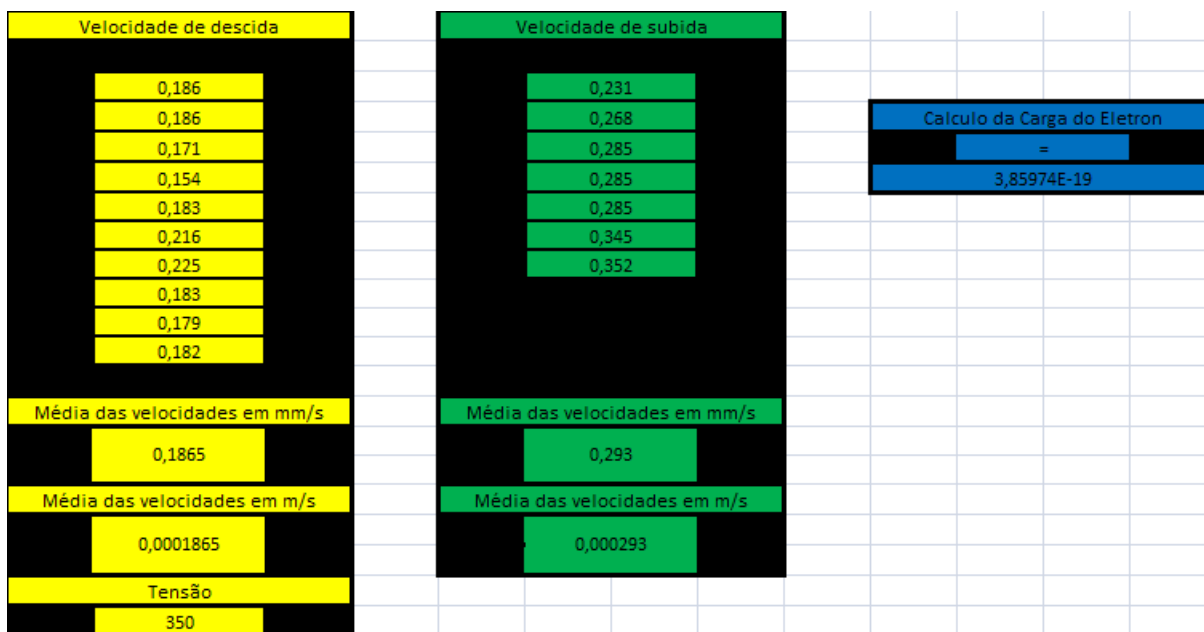 Velocidade de descida
0,186
0,186
0,171
0,154
0,183
0,216
0,225
0,183
0,179
0,182
Média das velocidades em mm/s
0,1865
Média das velocidades em m/s
0,0001865
Tensão
350
Velocidade de subida
0,231
0,268
0,285
0,285
0,285
0,345
0,352
Média das velocidades em mm/s
0,293
Média das velocidades em m/s
0,000293
Calculo da Carga do Eletron
=
3,85974E-19